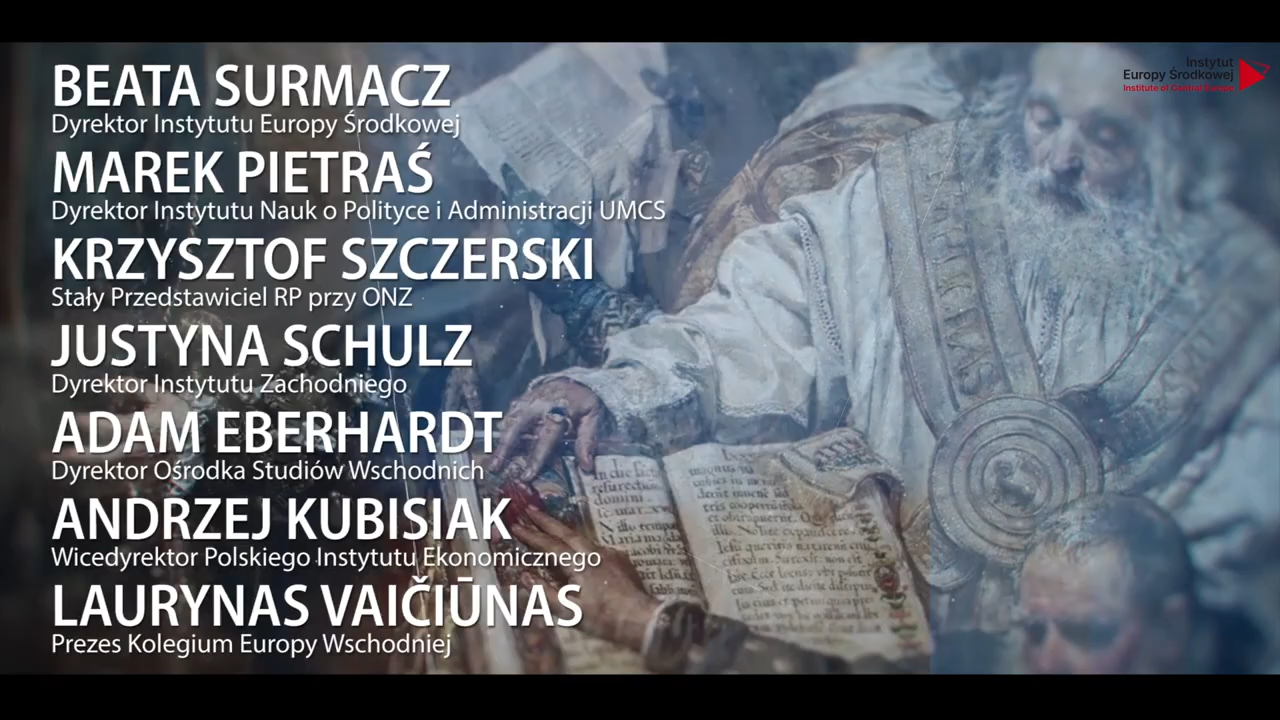 BEATA SURMACZ
Dyrektor Instytutu Europy Środkowej
MAREK PIETRAŚ
Dyrektor Instytutu Nauk o Polityce i Administracji UMCS
KRZYSZTOF SZCZERSKI
Stały Przedstawiciel RP przy ONZ
JUSTYNA SCHULZ
Dyrektor Instytutu Zachodniego
ADAM EBERHARDT
Dyrektor Ośrodka Studiów Wschodnich
ANDRZEJ KUBISIAK
Wicedyrektor Polskiego Instytutu Ekonomicznego
LAURYNAS VAIČIŪNAS
Prezes Kolegium Europy Wschodniej
Instytut
Europy Środkowej
Institute of Central Europe